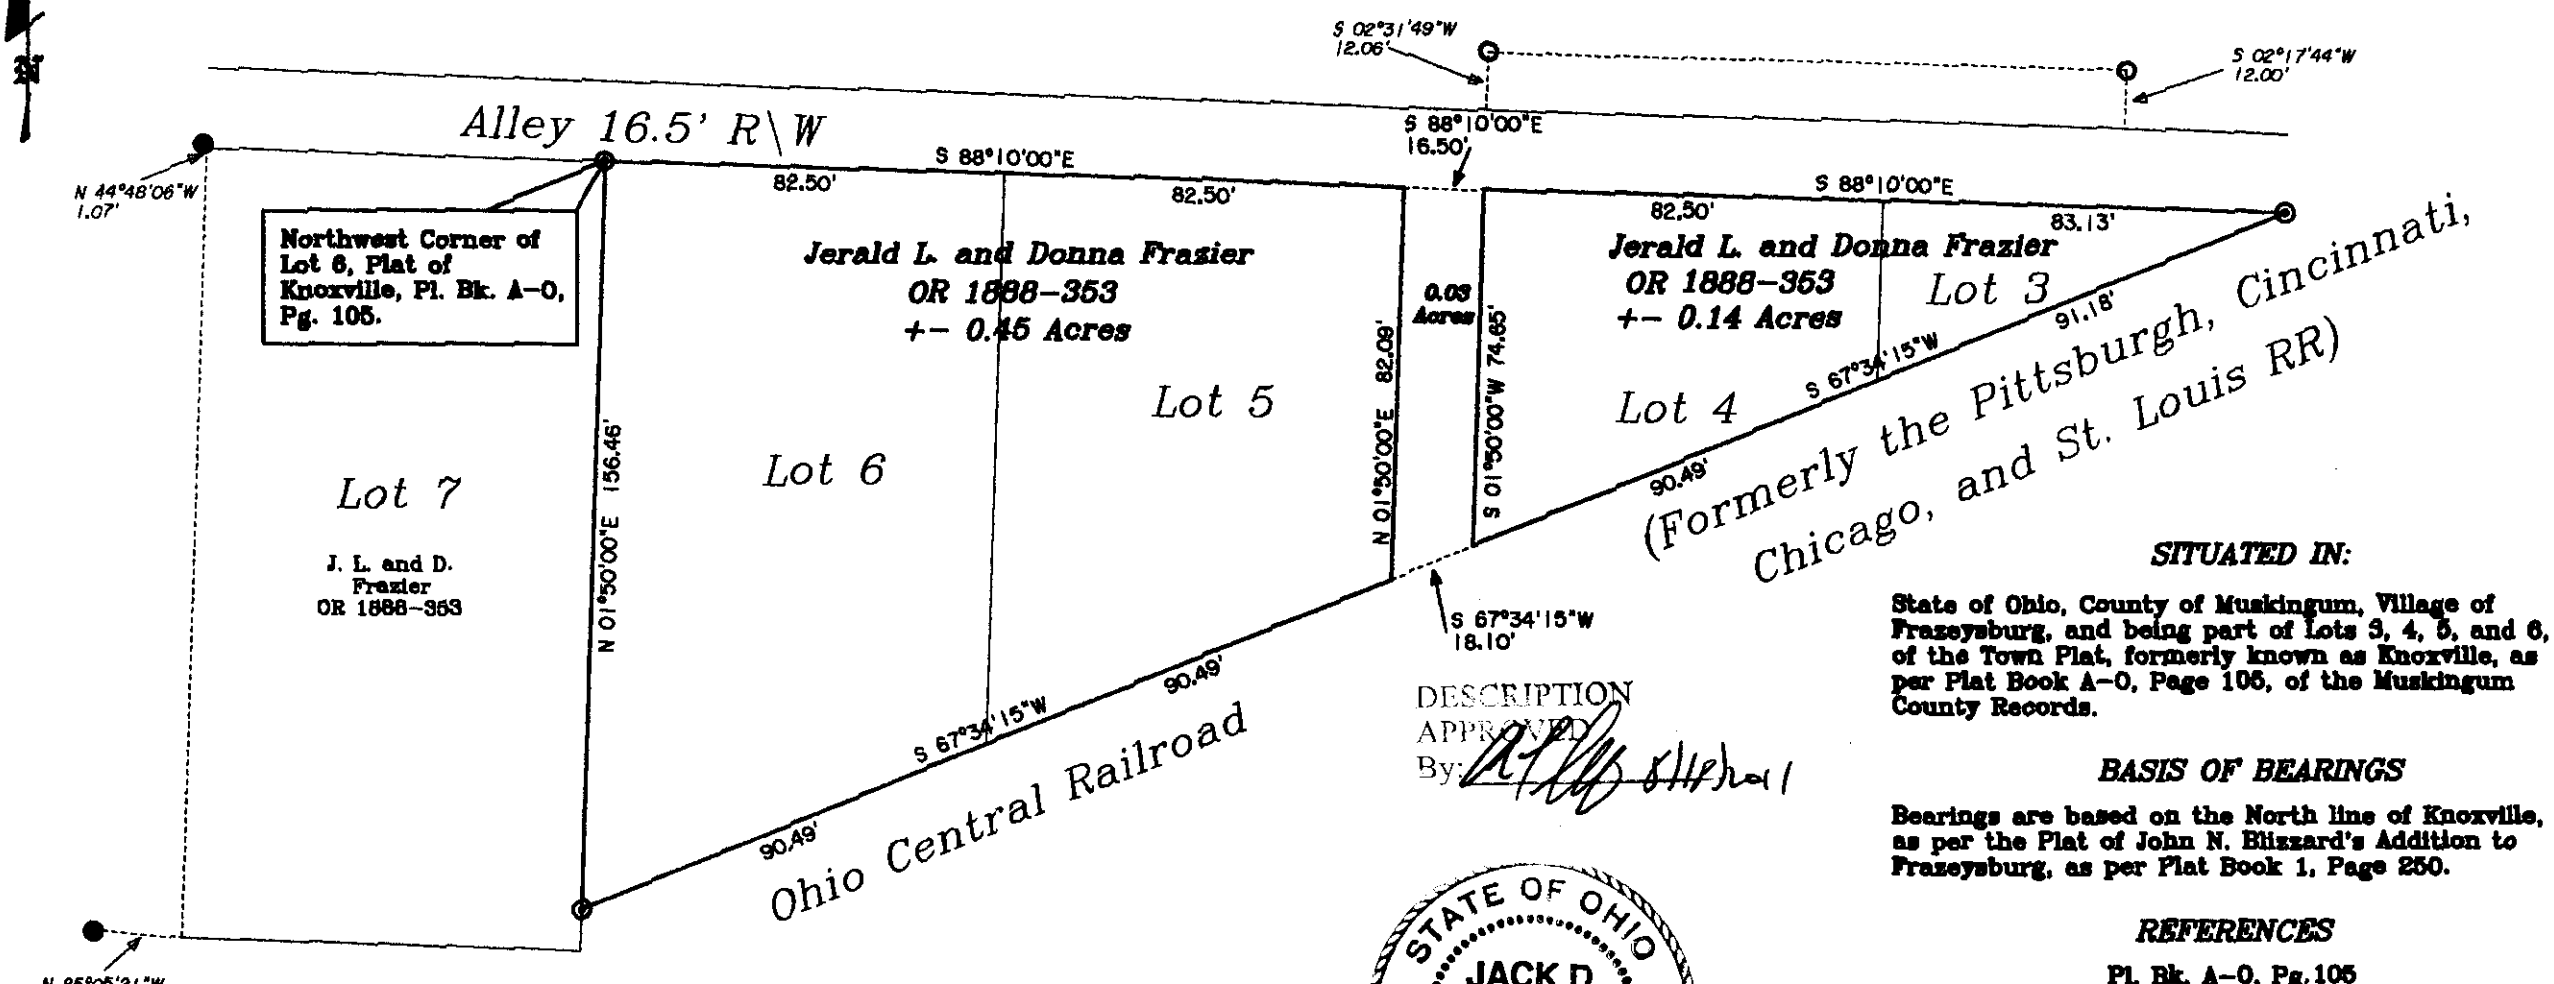 S 02°31'49"W
12.06'
S 02°17'44"W
12.00'
Alley 16.5' R\W
S 88°10'00"E
16.50'
N 44°48'06"W
1.07'
S 88°10'00"E
82.50'
82.50'
S 88°10'00"E
82.50'
83.13'
Northwest Corner of
Lot 6, Plat of
Knoxville, Pl. Bk. A-0,
Pg. 105.
Jerald L. and Donna Frazier
OR 1888-353
+- 0.45 Acres
0.03
Acres
Jerald L. and Donna Frazier
OR 1888-353
+- 0.14 Acres
Lot 3
91.18'
S 67°34'15"W
Lot 4
90.49'
N 01°50'00"E 82.09'
S 01°50'00"W 74.65'
Lot 5
Lot 6
N 01°50'00"E 156.46'
Lot 7
J. L. and D.
Frazier
OR 1888-353
(Formerly the Pittsburgh, Cincinnati,
Chicago, and St. Louis RR)
S 67°34'15"W
18.10'
90.49'
S 67°34'15"W
90.49'
Ohio Central Railroad
DESCRIPTION
APPROVED
By:
SITUATED IN:
State of Ohio, County of Muskingum, Village of
Frazeysburg, and being part of Lots 3, 4, 5, and 6,
of the Town Plat, formerly known as Knoxville, as
per Plat Book A-0, Page 105, of the Muskingum
County Records.
BASIS OF BEARINGS
Bearings are based on the North line of Knoxville,
as per the Plat of John N. Blizzard's Addition to
Frazeysburg, as per Plat Book 1, Page 250.
REFERENCES
Pl. Bk. A-0, Pg.105
STATE OF OHIO
JACK D